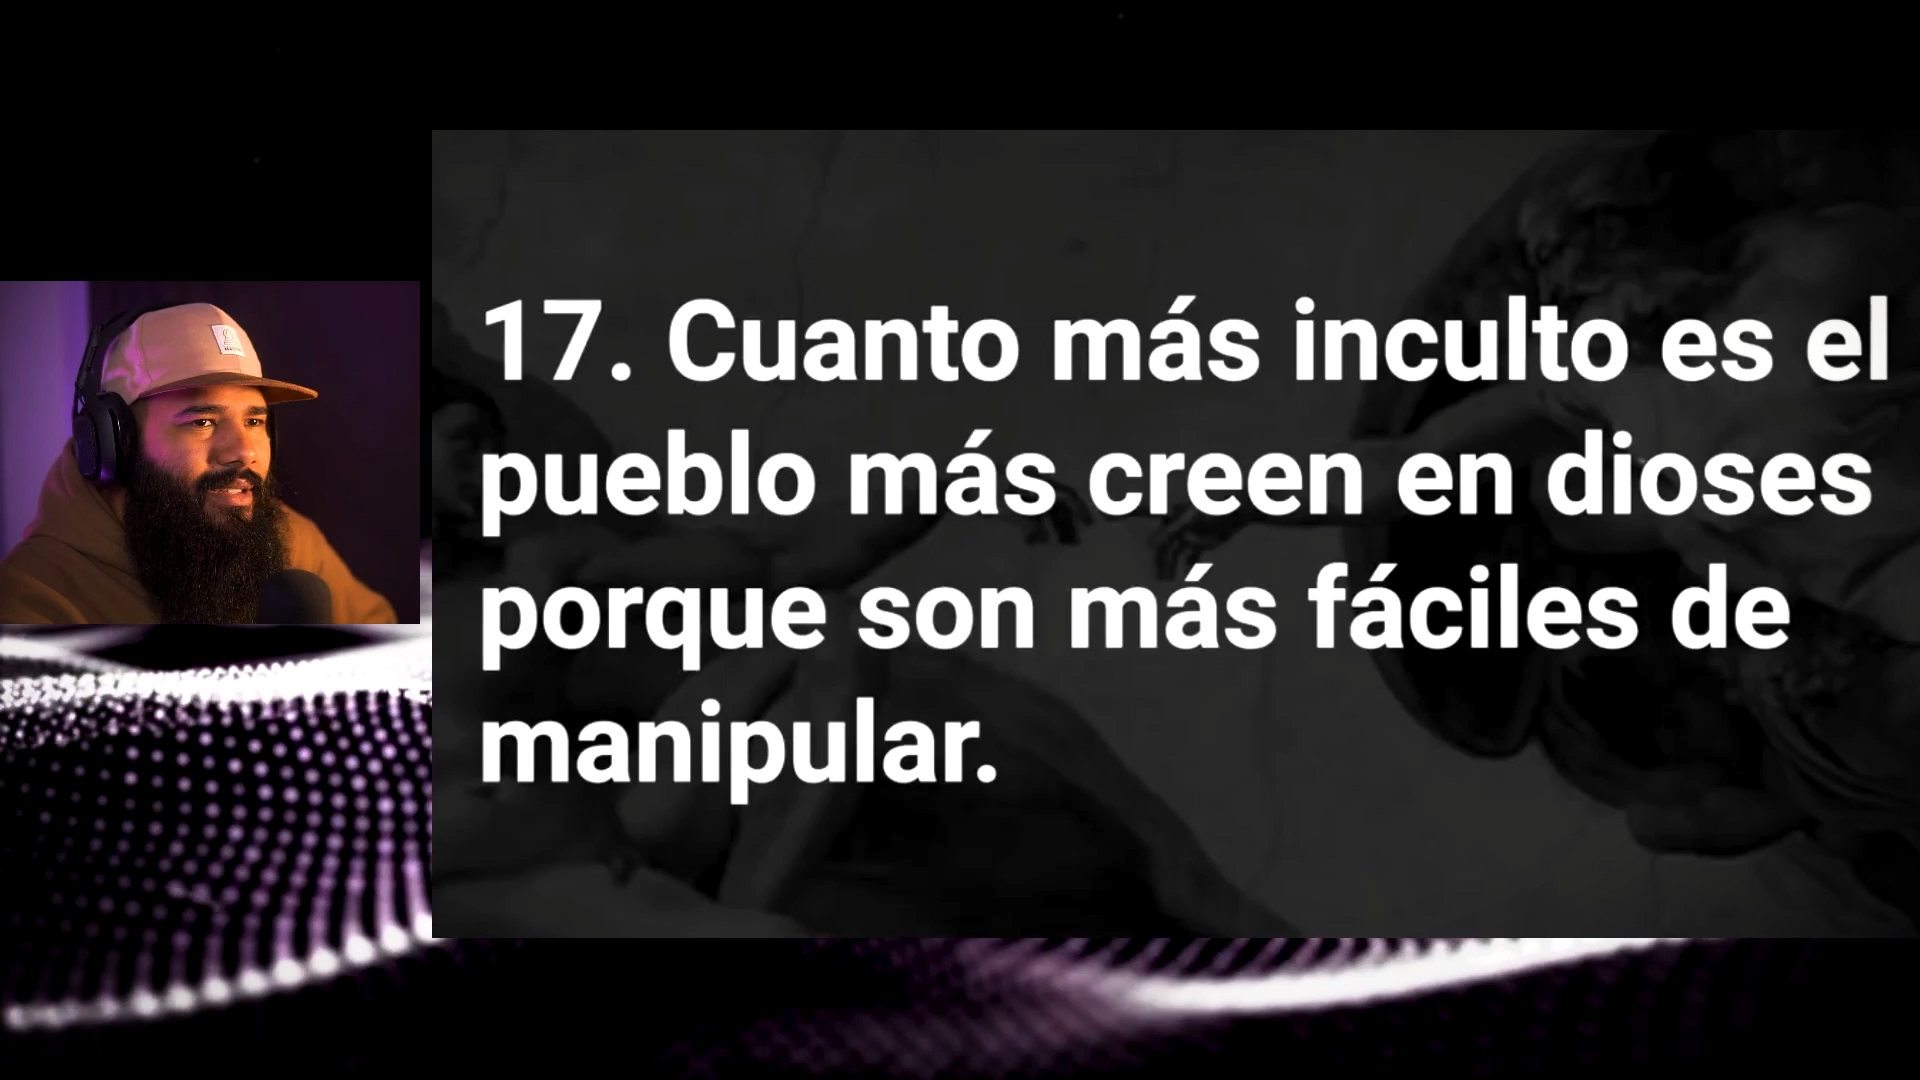 17. Cuanto más inculto es el
pueblo más creen en dioses
porque son más fáciles de
manipular.